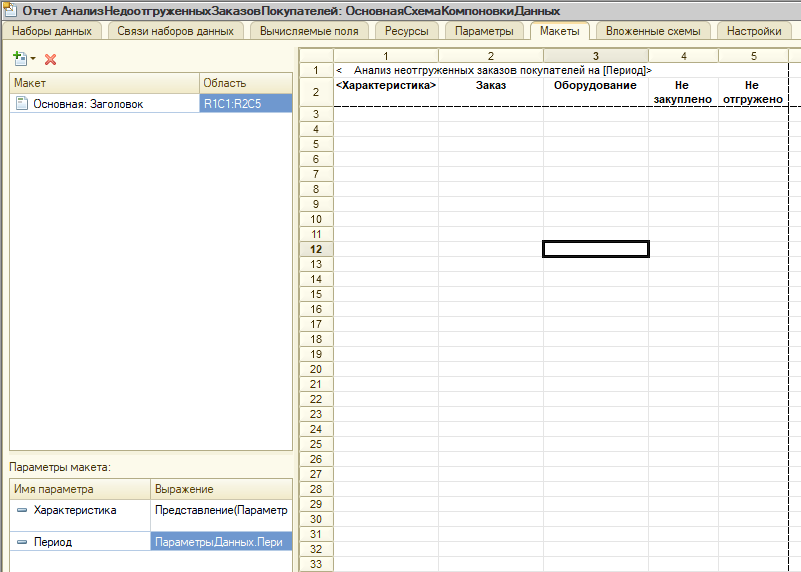 Отчет АнализНедоотгруженныхЗаказовПокупателей: ОсновнаяСхемаКомпоновкиДанных
Наборы данных Связи наборов данных Вычисляемые поля Ресурсы Параметры Макеты Вложенные схемы Настройки
Макет Область
Основная: Заголовок R1C1:R2C5
Параметры макета:
Имя параметра Выражение
Характеристика Представление(Параметр
Период ПараметрыДанных.Пери
1 2 3 4 5
1 < Анализ неотгруженных заказов покупателей на [Период]>
2 <Характеристика> Заказ Оборудование Не закуплено Не отгружено
3
4
5
6
7
8
9
10
11
12
13
14
15
16
17
18
19
20
21
22
23
24
25
26
27
28
29
30
31
32
33